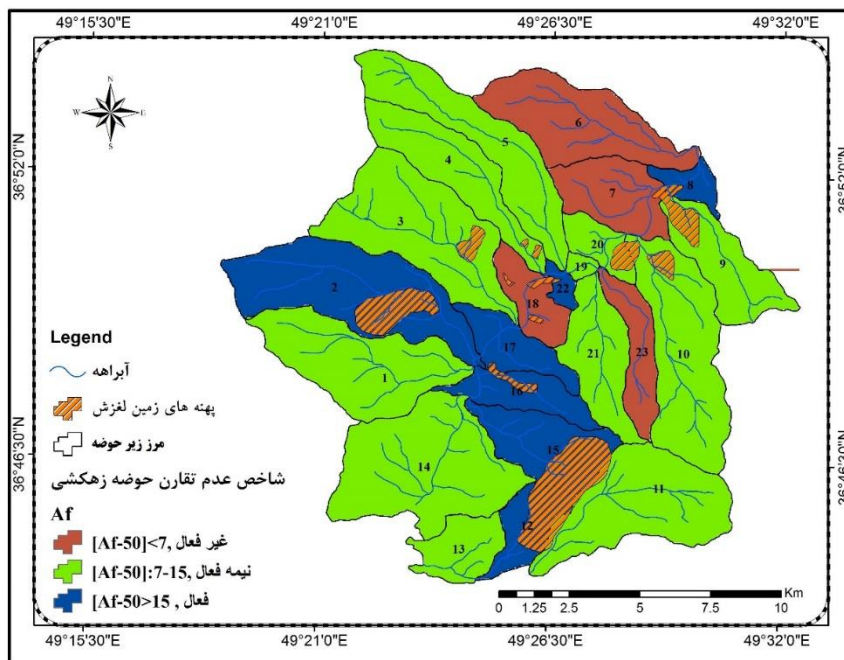 49°15'30"E 49°21'0"E 49°26'30"E 49°32'0"E
36°52'0"N 36°52'0"N
N
W E
S
6
5
4
7
8
3
20
9
19
2
22
18
17
10
21
23
1
16
15
14
11
12
13
36°46'30"N 36°46'30"N
Legend
آبراهه
پهنه های زمین لغزش
مرز زیر حوضه
شاخص عدم تقارن حوضه زهکشی
Af
[Af-50]<7, غیر فعال
[Af-50]:7-15, نیمه فعال
[Af-50>15 , فعال
Km
0 1.25 2.5 5 7.5 10
49°15'30"E 49°21'0"E 49°26'30"E 49°32'0"E